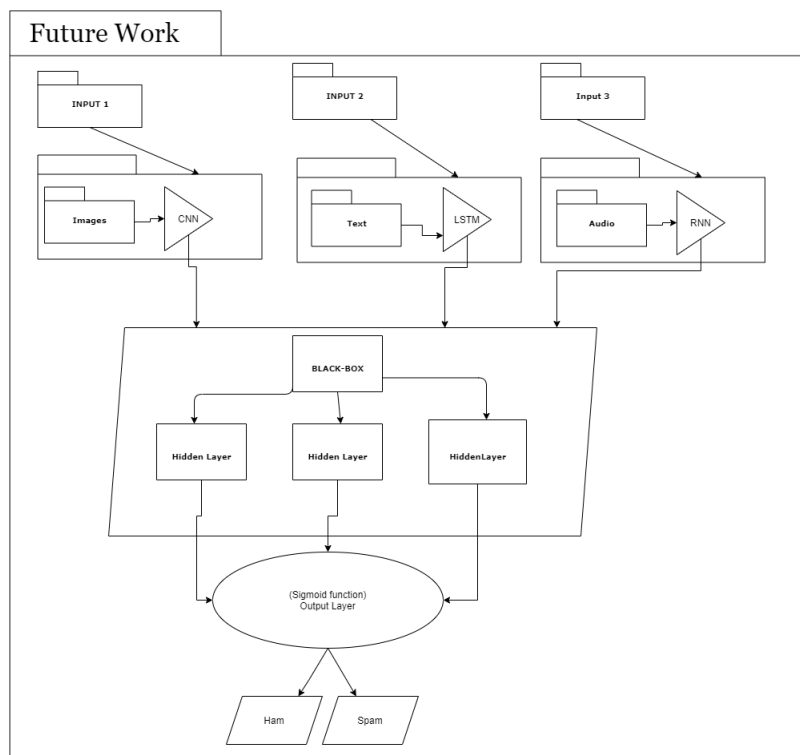 Future Work
INPUT 1
INPUT 2
Input 3
Images
CNN
Text
LSTM
Audio
RNN
BLACK-BOX
Hidden Layer
Hidden Layer
HiddenLayer
(Sigmoid function)
Output Layer
Ham
Spam